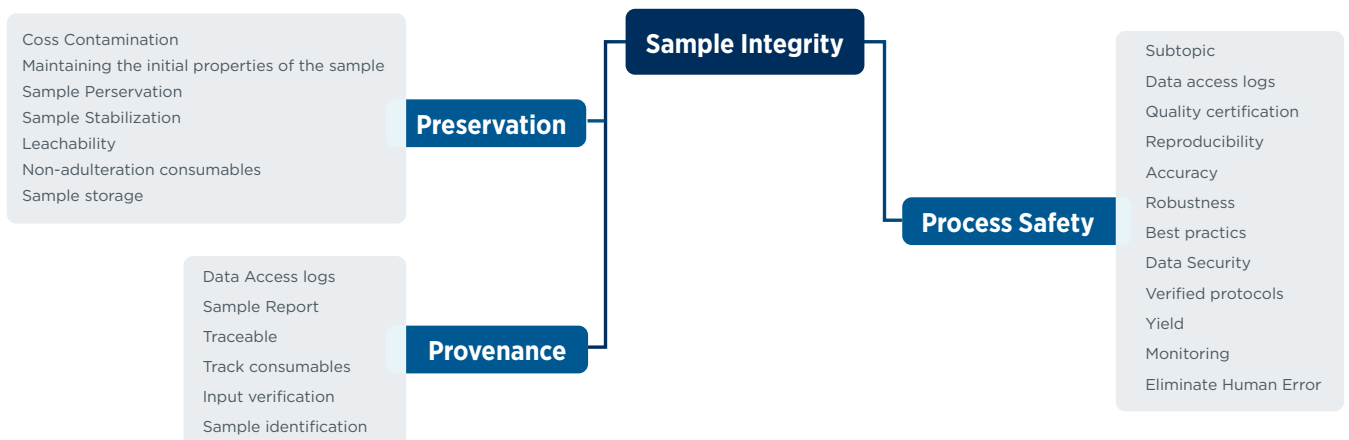 Sample Integrity
Coss Contamination
Maintaining the initial properties of the sample
Sample Perservation
Sample Stabilization
Leachability
Non-adulteration consumables
Sample storage
Preservation
Data Access logs
Sample Report
Traceable
Track consumables
Input verification
Sample identification
Provenance
Process Safety
Subtopic
Data access logs
Quality certification
Reproducibility
Accuracy
Robustness
Best practics
Data Security
Verified protocols
Yield
Monitoring
Eliminate Human Error